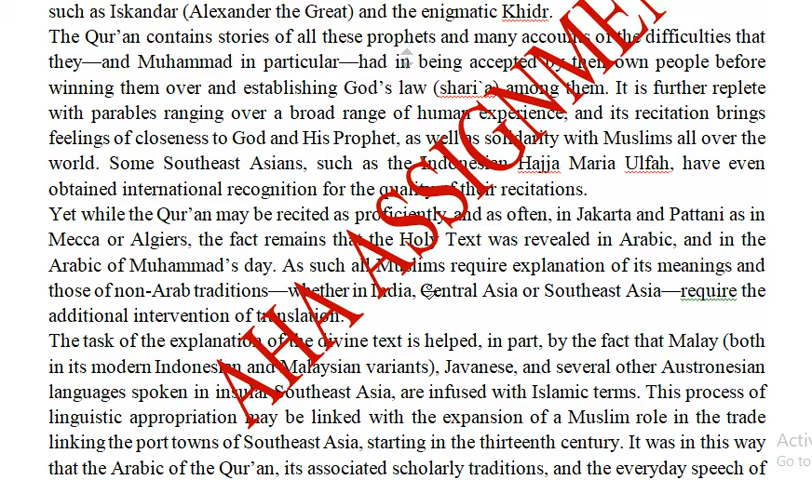 such as Iskandar (Alexander the Great) and the enigmatic Khidr.
The Qur'an contains stories of all these prophets and many accounts of the difficulties that
they—and Muhammad in particular—had in being accepted by their own people before
winning them over and establishing God's law (shari`a) among them. It is further replete
with parables ranging over a broad range of human experience, and its recitation brings
feelings of closeness to God and His Prophet, as well as solidarity with Muslims all over the
world. Some Southeast Asians, such as the Indonesian Hajja Maria Ulfah, have even
obtained international recognition for the quality of their recitations.
Yet while the Qur'an may be recited as proficiently, and as often, in Jakarta and Pattani as in
Mecca or Algiers, the fact remains that the Holy Text was revealed in Arabic, and in the
Arabic of Muhammad's day. As such all Muslims require explanation of its meanings and
those of non-Arab traditions—whether in India, Central Asia or Southeast Asia—require the
additional intervention of translation.
The task of the explanation of the divine text is helped, in part, by the fact that Malay (both
in its modern Indonesian and Malaysian variants), Javanese, and several other Austronesian
languages spoken in insular Southeast Asia, are infused with Islamic terms. This process of
linguistic appropriation may be linked with the expansion of a Muslim role in the trade
linking the port towns of Southeast Asia, starting in the thirteenth century. It was in this way
that the Arabic of the Qur'an, its associated scholarly traditions, and the everyday speech of
AHA ASSIGNME
Activ
Go to